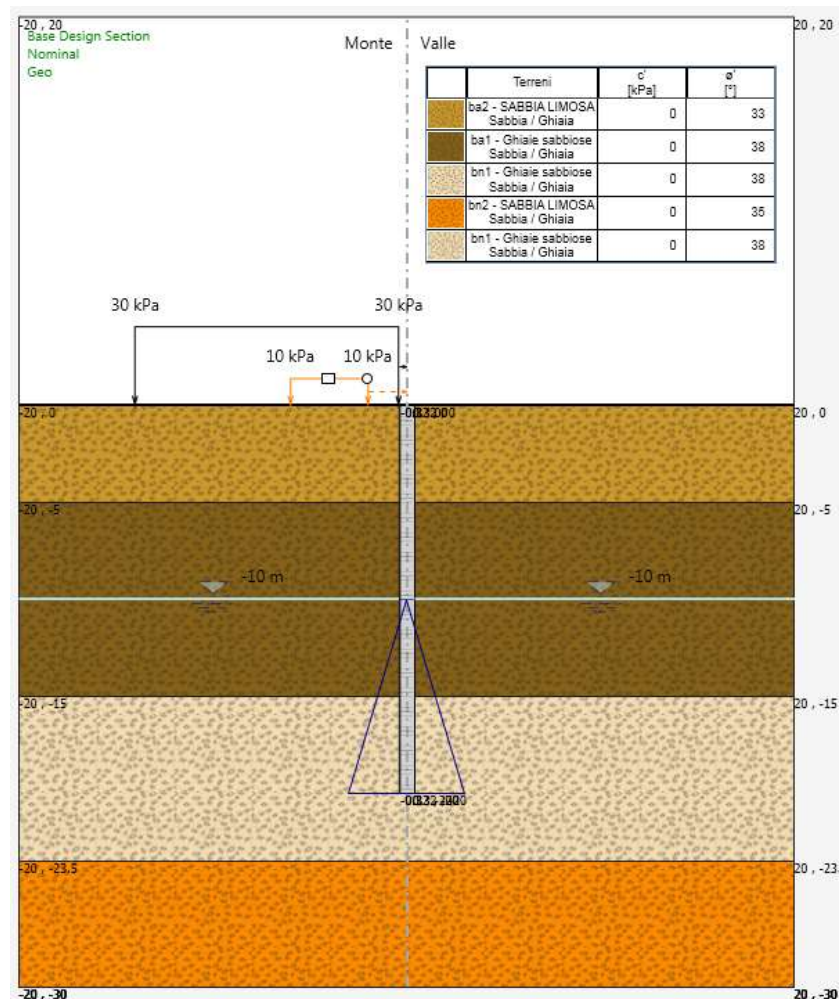 -20 , 20
20 , 20
Base Design Section
Nominal
Geo
Monte
Valle
Terreni
c'
[kPa]
ø'
[°]
ba2 - SABBIA LIMOSA
Sabbia / Ghiaia
0
33
ba1 - Ghiaie sabbiose
Sabbia / Ghiaia
0
38
bn1 - Ghiaie sabbiose
Sabbia / Ghiaia
0
38
bn2 - SABBIA LIMOSA
Sabbia / Ghiaia
0
35
bn1 - Ghiaie sabbiose
Sabbia / Ghiaia
0
38
30 kPa
30 kPa
10 kPa
10 kPa
-20 , 0
20 , 0
-20 , -5
20 , -5
-10 m
-10 m
-20 , -15
20 , -15
-20 , -23,5
20 , -23,
-20 , -30
20 , -30